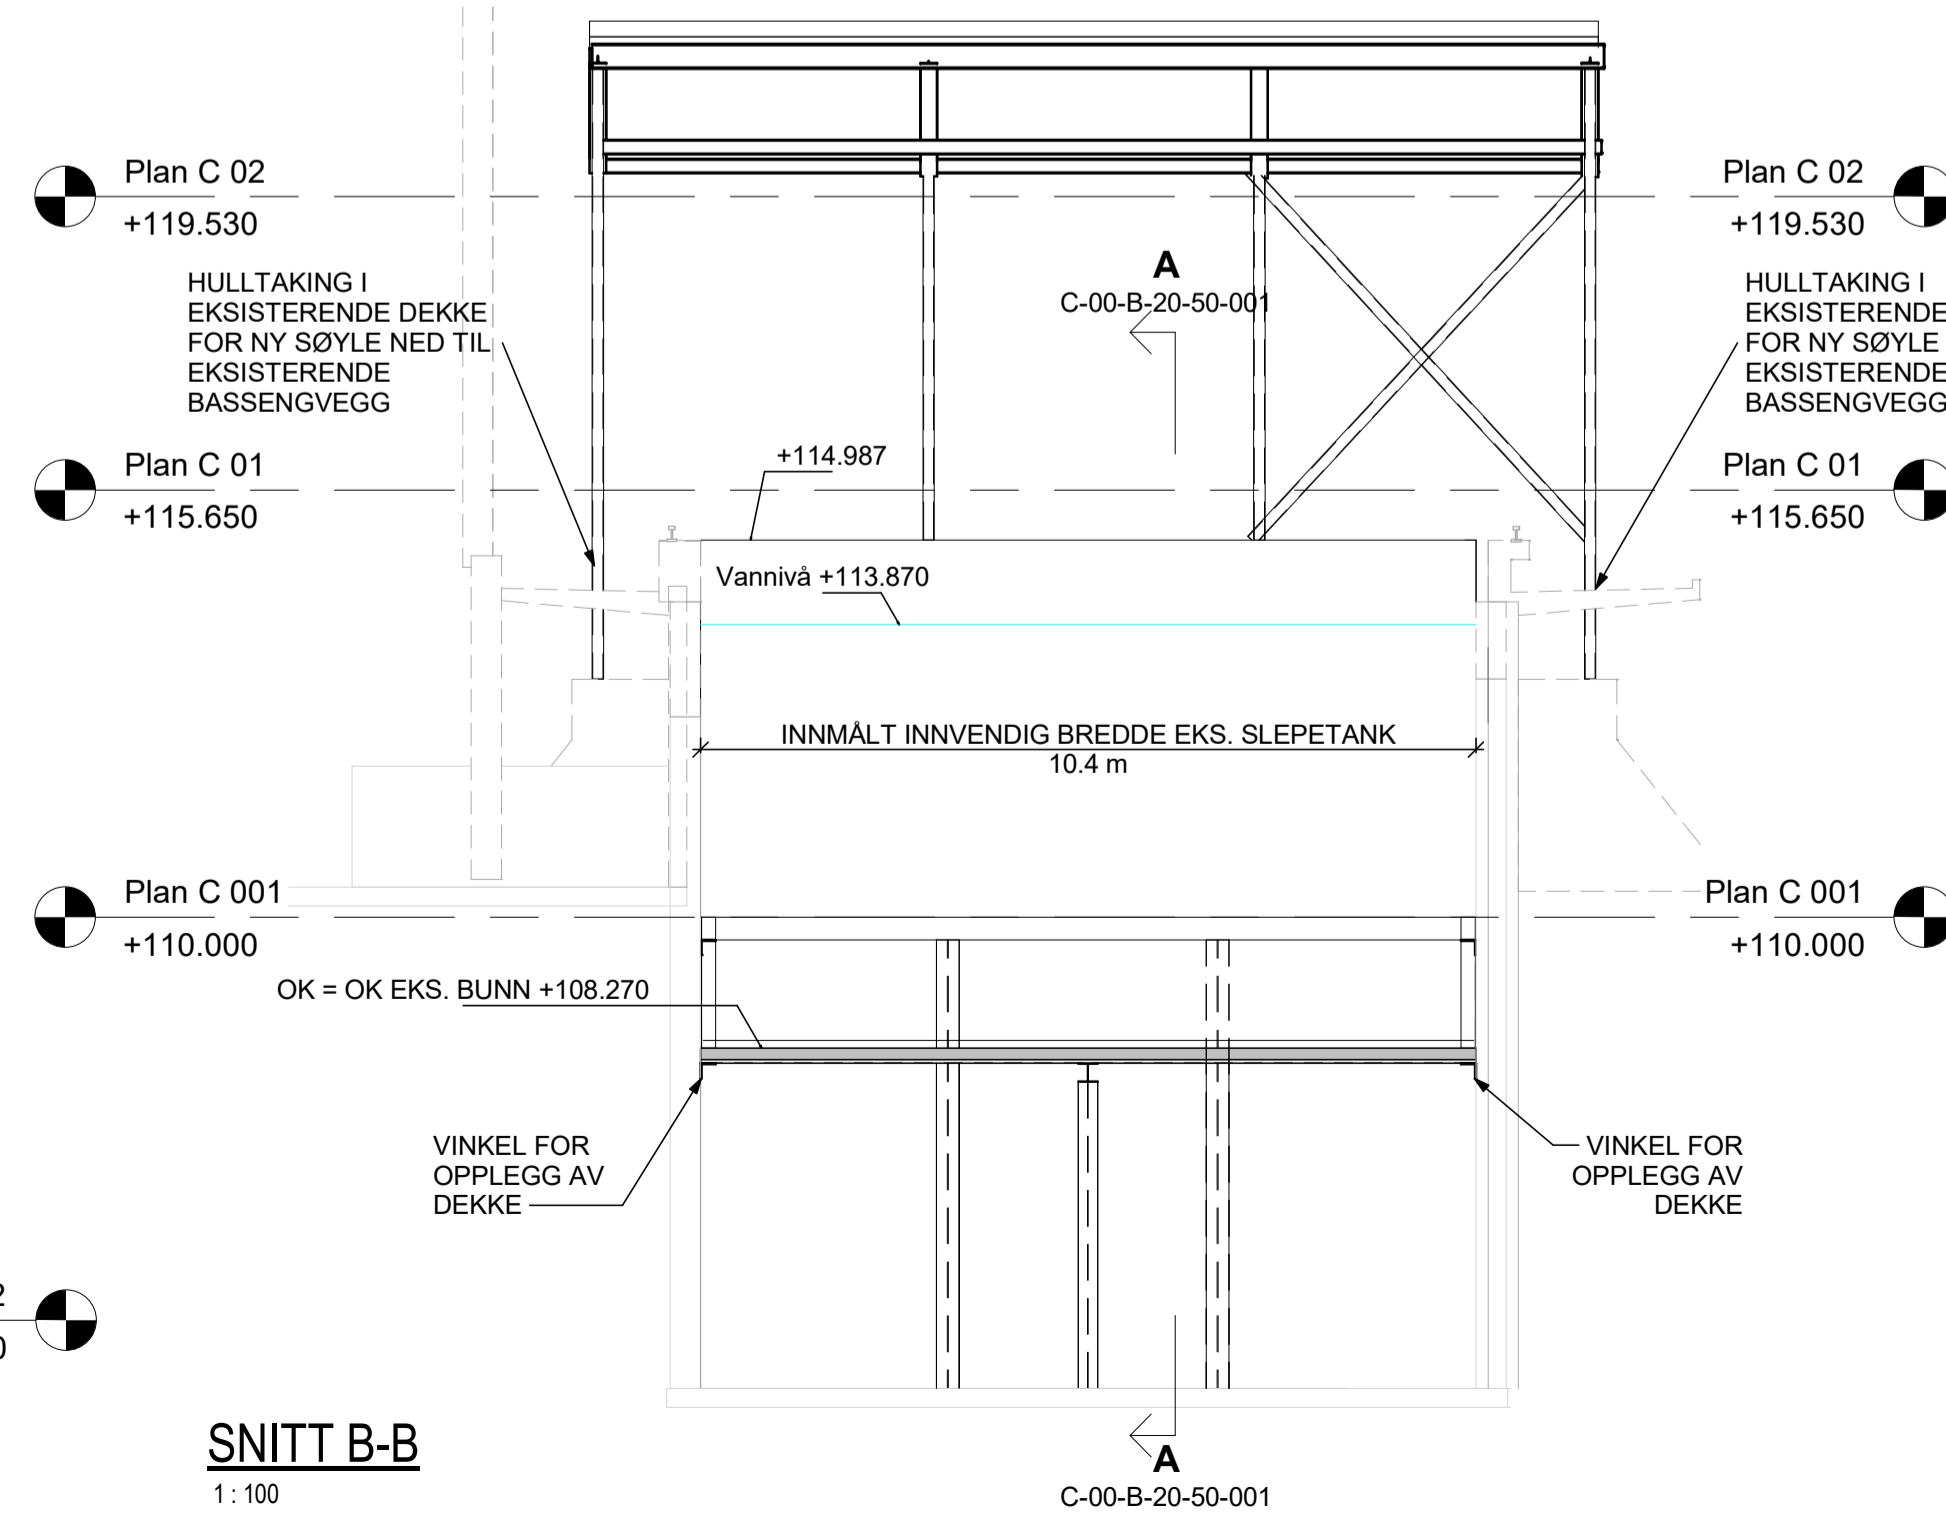 Plan C 02
+119.530
Plan C 02
+119.530
HULLTAKING I
EKSISTERENDE DEKKE
FOR NY SØYLE NED TIL
EKSISTERENDE
BASSENGVEGG
A
C-00-B-20-50-001
HULLTAKING I
EKSISTERENDE
FOR NY SØYLE
EKSISTERENDE
BASSENGVEGG
Plan C 01
+115.650
+114.987
Plan C 01
+115.650
Vannivå +113.870
INNMÅLT INNVENDIG BREDDE EKS. SLEPETANK
10.4 m
Plan C 001
+110.000
Plan C 001
+110.000
OK = OK EKS. BUNN +108.270
VINKEL FOR
OPPLEGG AV
DEKKE
VINKEL FOR
OPPLEGG AV
DEKKE
2
0
SNITT B-B
1 : 100
A
C-00-B-20-50-001